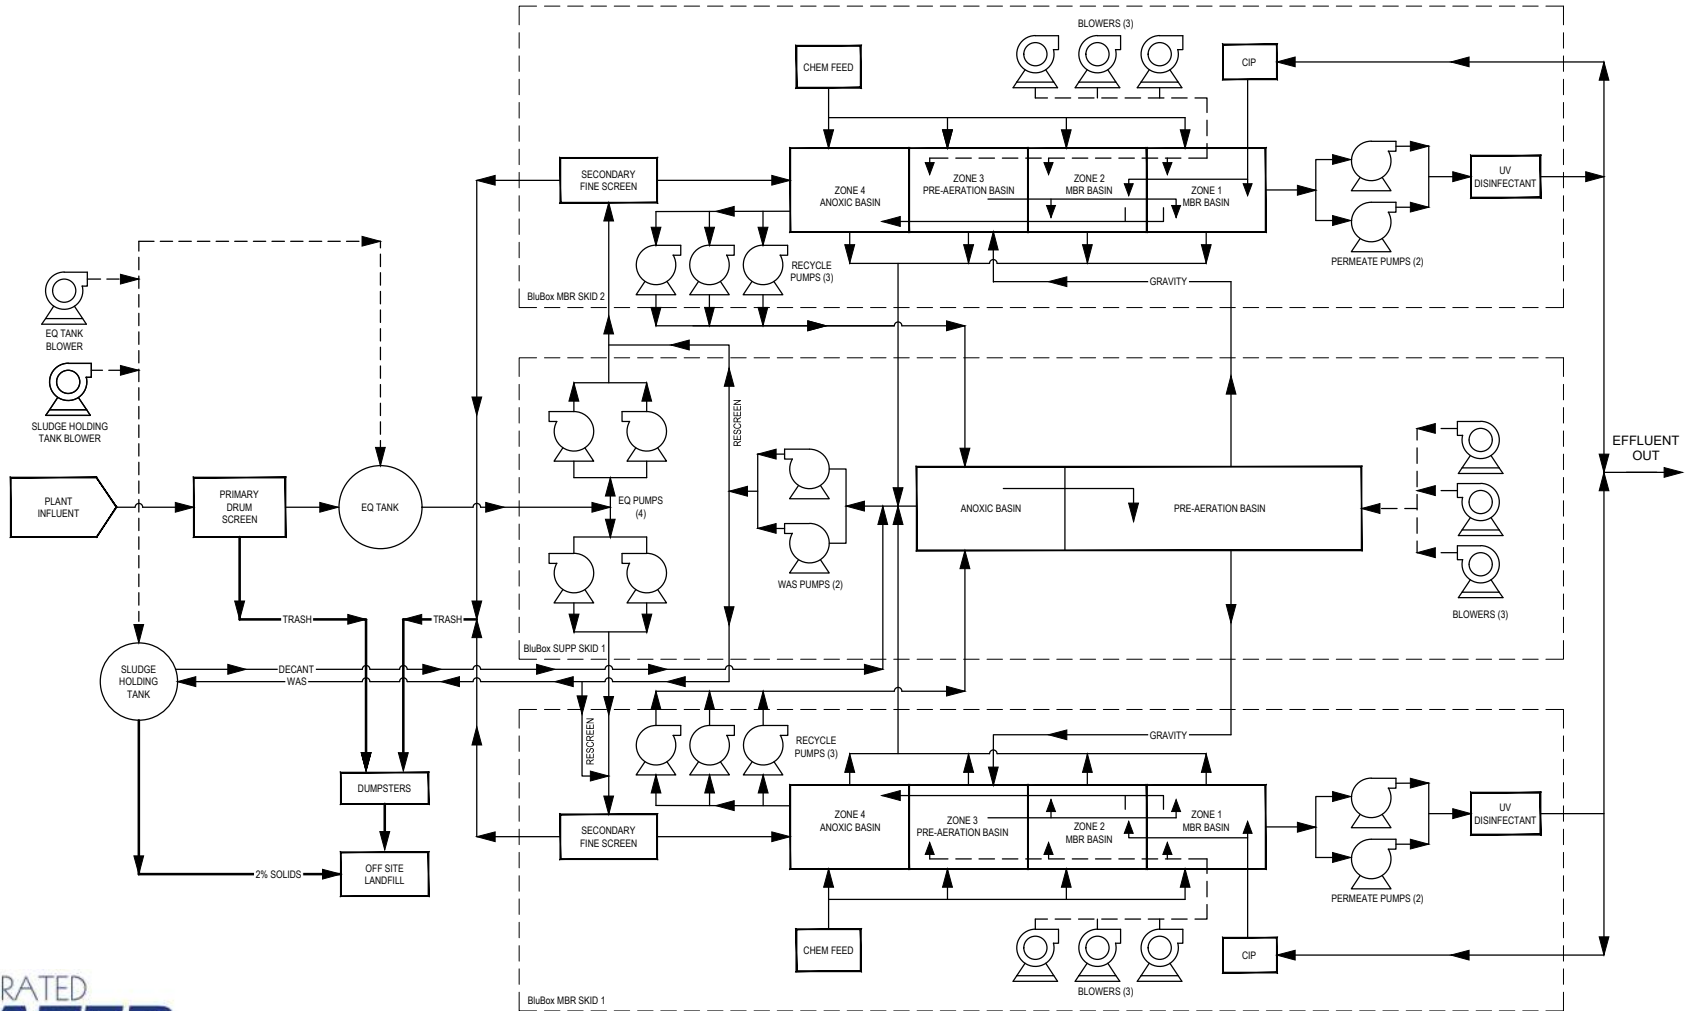 BLOWERS (3)
CHEM FEED
CIP
SECONDARY
FINE SCREEN
ZONE 4
ANOXIC BASIN
ZONE 3
PRE-AERATION BASIN
ZONE 2
MBR BASIN
ZONE 1
MBR BASIN
UV
DISINFECTANT
PERMEATE PUMPS (2)
RECYCLE
PUMPS (3)
GRAVITY
BluBox MBR SKID 2
EQ TANK
BLOWER
SLUDGE HOLDING
TANK BLOWER
RESCREEN
EFFLUENT
OUT
PLANT
INFLUENT
PRIMARY
DRUM
SCREEN
EQ TANK
EQ PUMPS
(4)
WAS PUMPS (2)
ANOXIC BASIN
PRE-AERATION BASIN
BLOWERS (3)
TRASH
TRASH
BluBox SUPP SKID 1
SLUDGE
HOLDING
TANK
DECANT
WAS
RESCREEN
RECYCLE
PUMPS (3)
GRAVITY
DUMPSTERS
SECONDARY
FINE SCREEN
ZONE 4
ANOXIC BASIN
ZONE 3
PRE-AERATION BASIN
ZONE 2
MBR BASIN
ZONE 1
MBR BASIN
UV
DISINFECTANT
PERMEATE PUMPS (2)
2% SOLIDS
OFF SITE
LANDFILL
CHEM FEED
CIP
BLOWERS (3)
BluBox MBR SKID 1
RATED